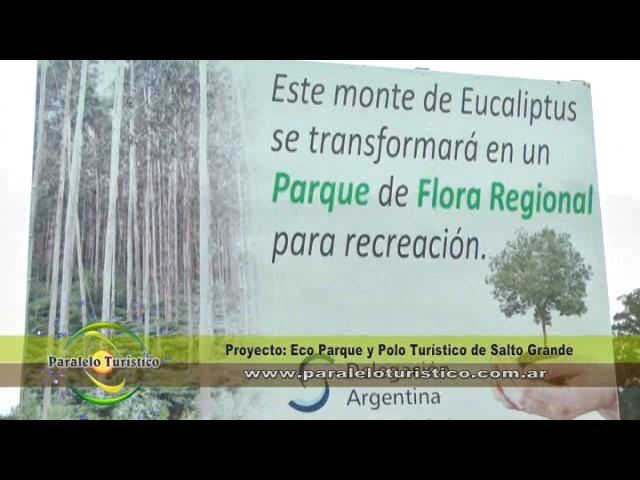 Este monte de Eucaliptus
se transformará en un
Parque de Flora Regional
para recreación.
Paralelo Turístico
Proyecto: Eco Parque y Polo Turístico de Salto Grande
www.paraleloturistico.com.ar
Argentina